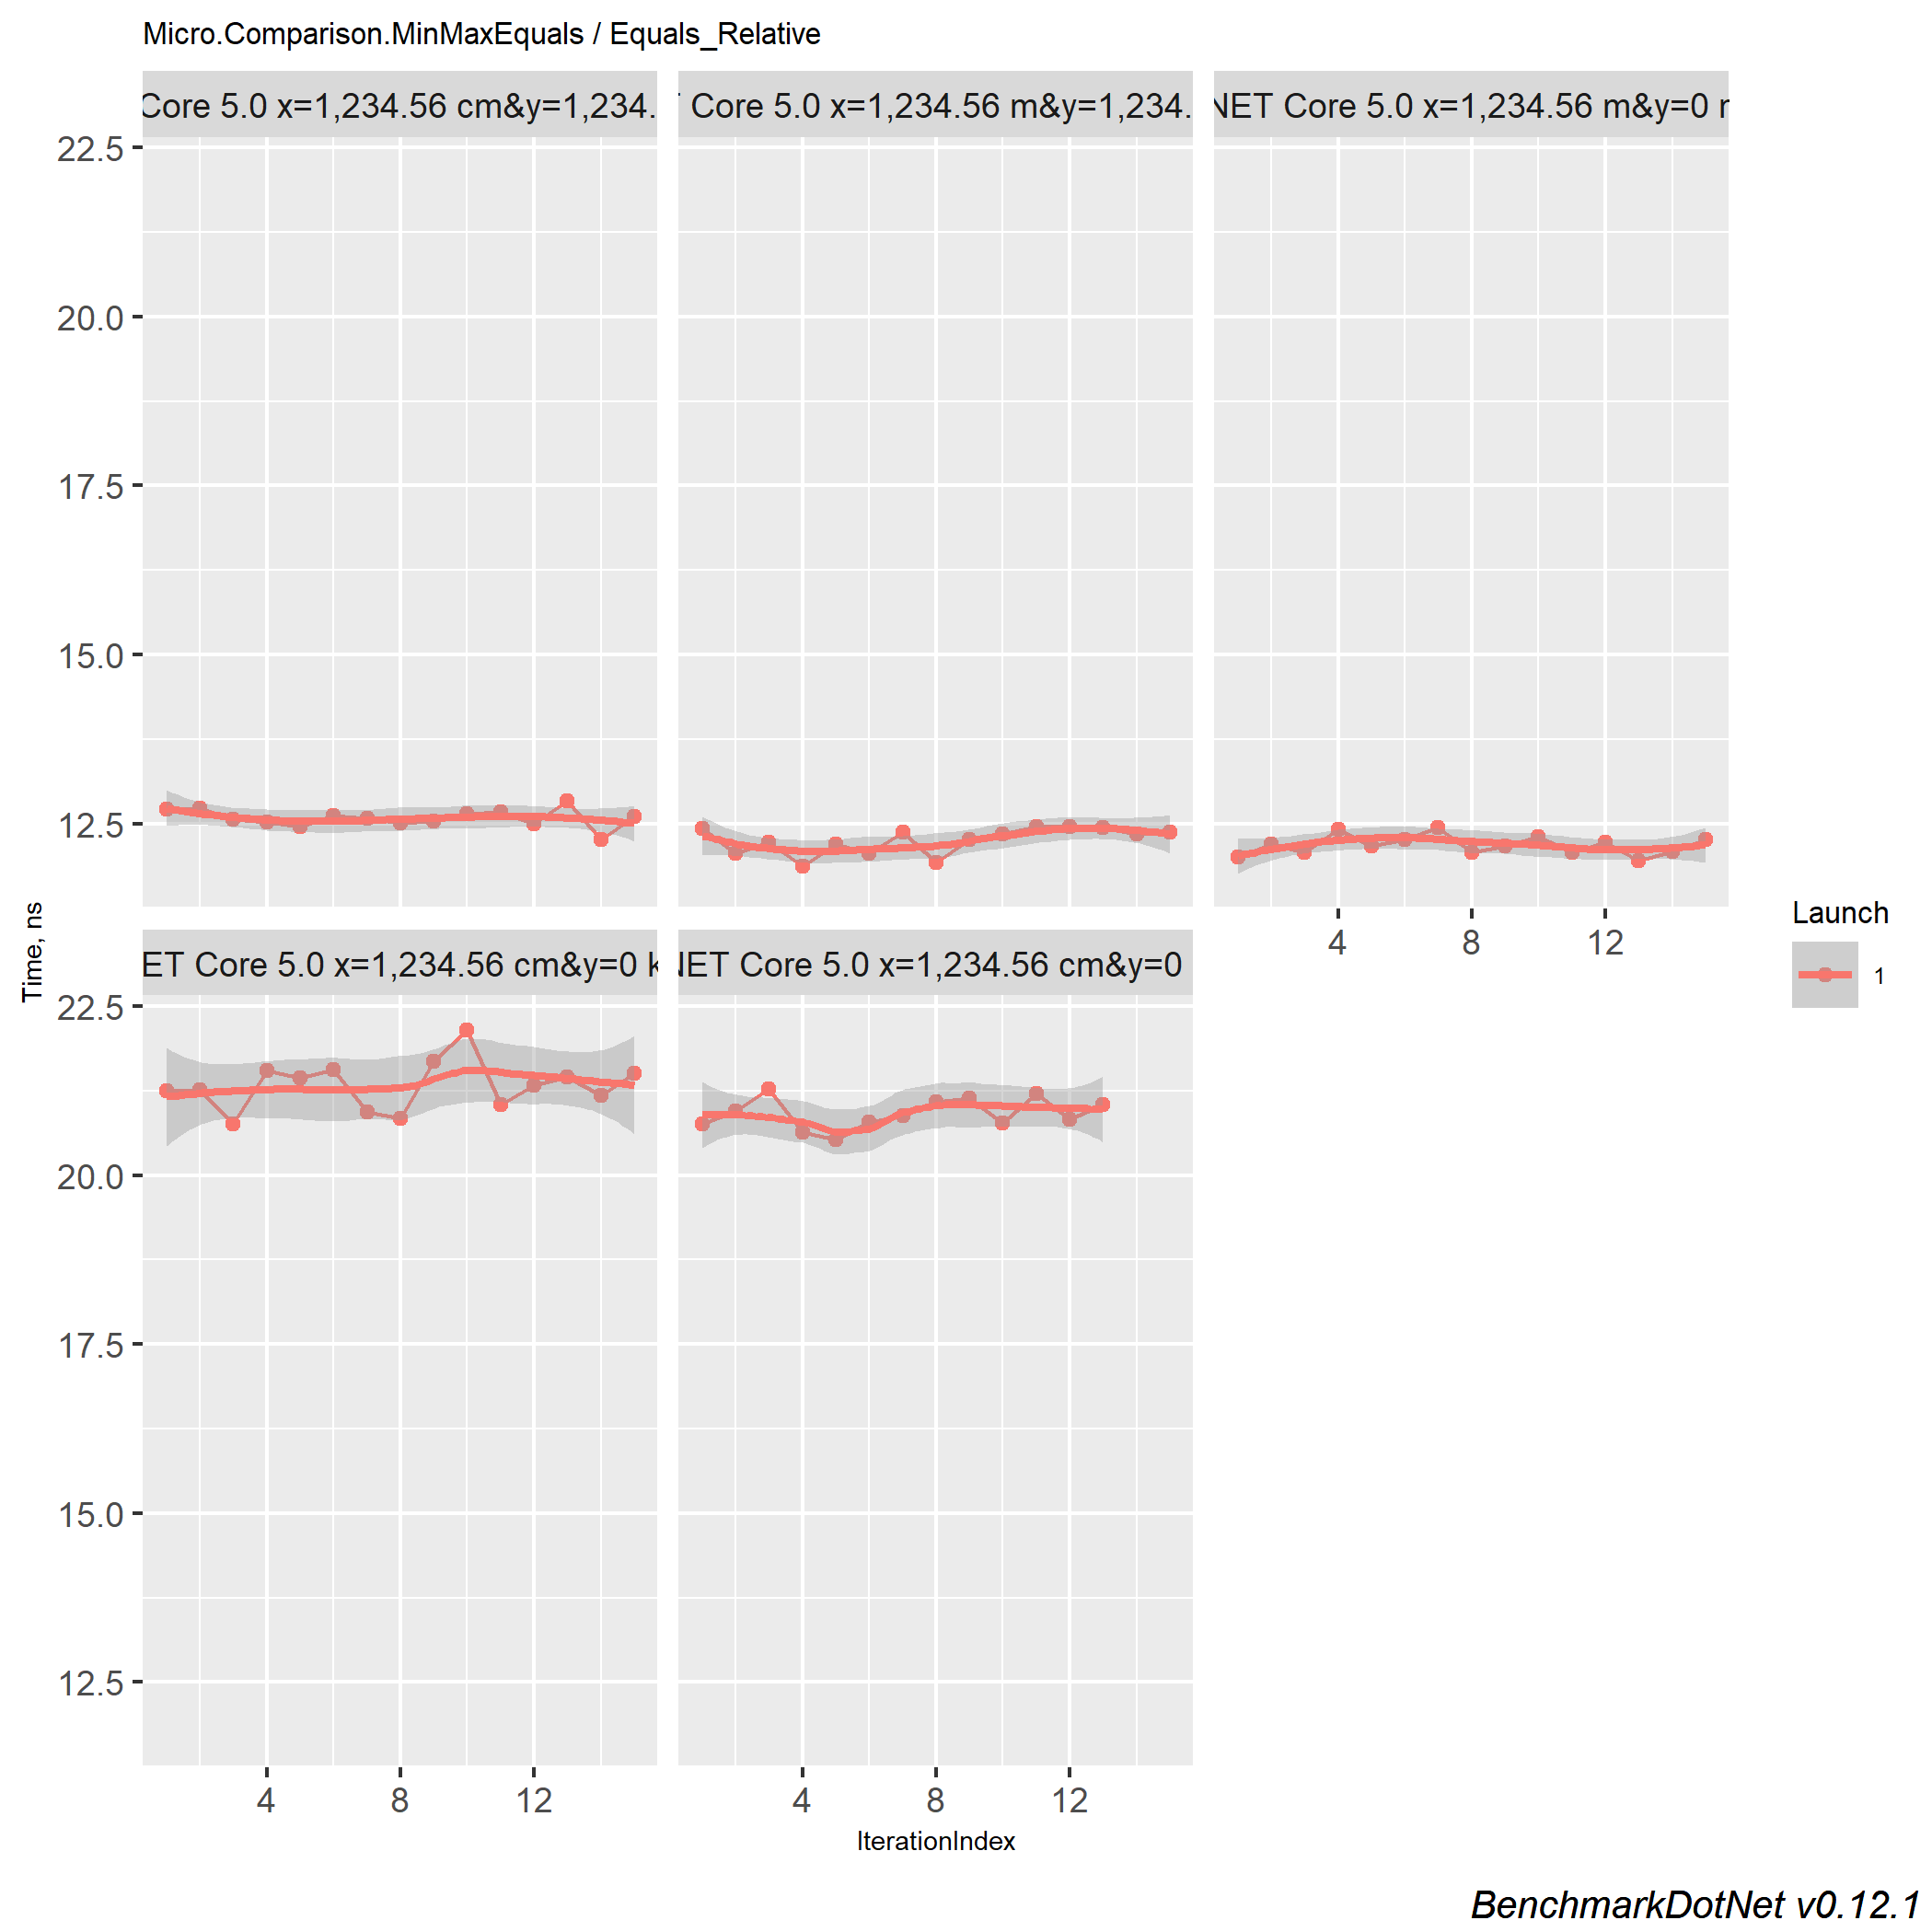 Micro.Comparison.MinMaxEquals / Equals_Relative
Core 5.0 x=1,234.56 cm&y=1,234.
Core 5.0 x=1,234.56 m&y=1,234.
NET Core 5.0 x=1,234.56 m&y=0
22.5
20.0
17.5
15.0
12.5
4 8 12
ET Core 5.0 x=1,234.56 cm&y=0 k
NET Core 5.0 x=1,234.56 cm&y=0
22.5
20.0
17.5
15.0
12.5
4 8 12
4 8 12
Time, ns
IterationIndex
Launch
1
BenchmarkDotNet v0.12.1